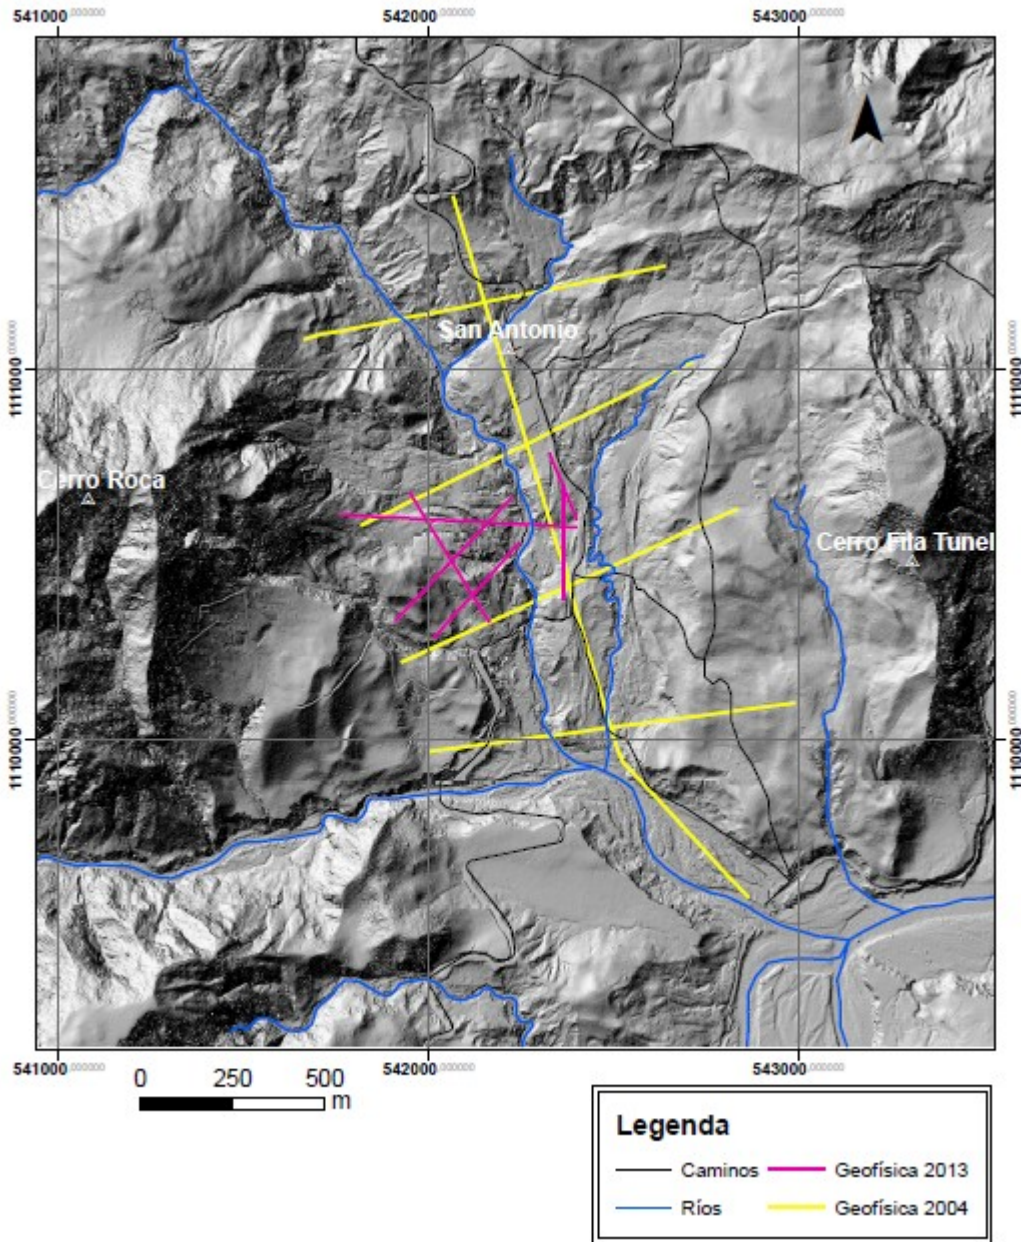 541000,000000 542000,000000 543000,000000
San Antonio
1111000,000000 1111000,000000
Cerro Roca
Cerro Fila Tunel
1110000,000000 1110000,000000
541000,000000 542000,000000 543000,000000
0 250 500
m
Legenda
Caminos Geofísica 2013
Ríos Geofísica 2004